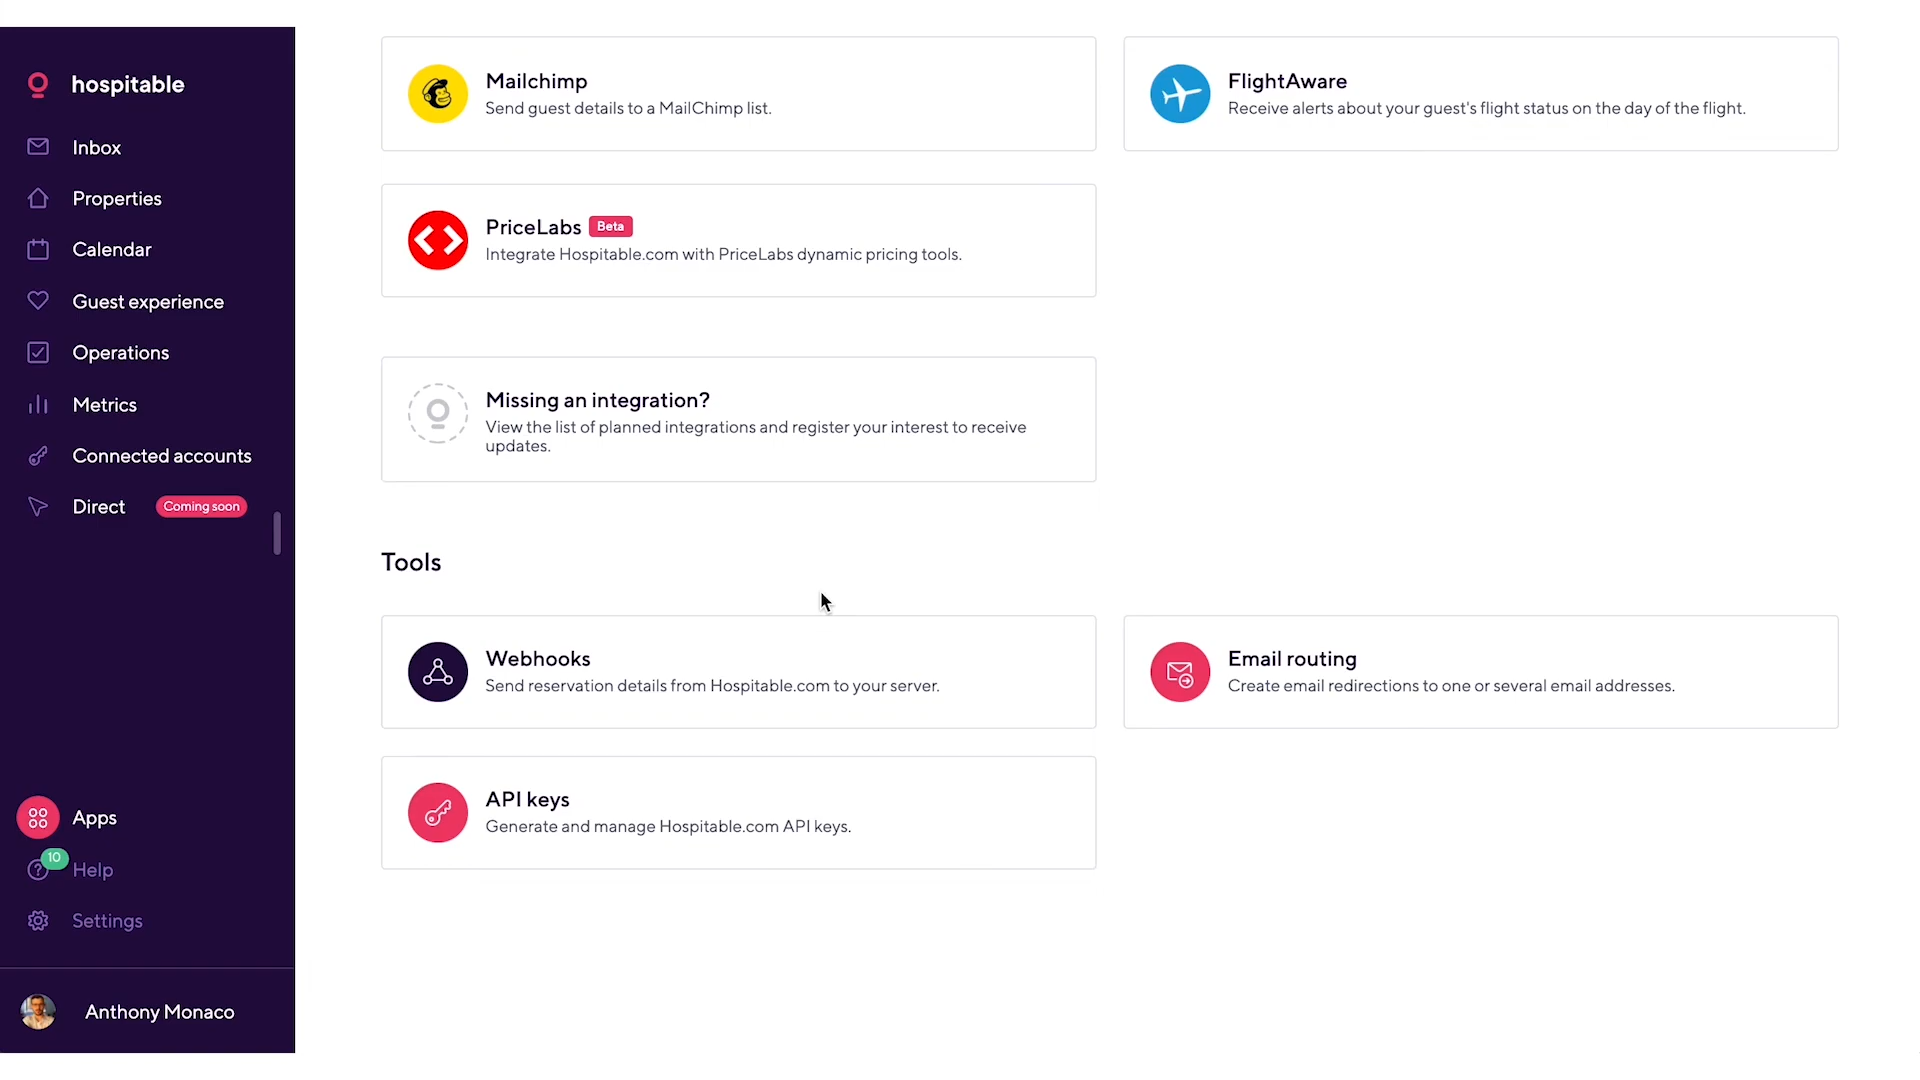 hospitable
Inbox
Properties
Calendar
Guest experience
Operations
Metrics
Connected accounts
Direct Coming soon
Apps
10
Help
Settings
Anthony Monaco
Mailchimp
Send guest details to a MailChimp list.
FlightAware
Receive alerts about your guest's flight status on the day of the flight.
PriceLabs Beta
Integrate Hospitable.com with PriceLabs dynamic pricing tools.
Missing an integration?
View the list of planned integrations and register your interest to receive
updates.
Tools
Webhooks
Send reservation details from Hospitable.com to your server.
Email routing
Create email redirections to one or several email addresses.
API keys
Generate and manage Hospitable.com API keys.